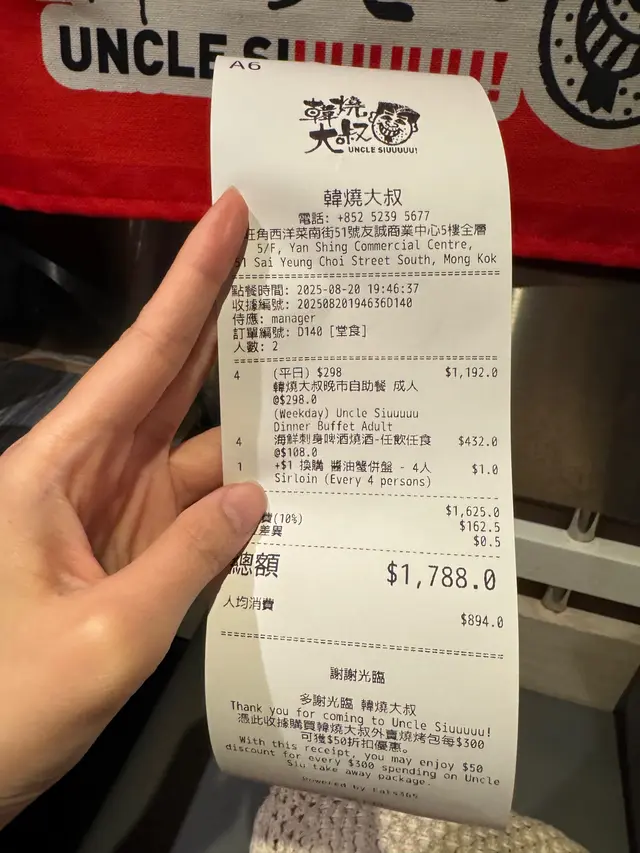 UNCLE SIUUUUUU!
A6
韓燒
大叔
UNCLE SIUUUUU!
韓燒大叔
電話: +852 5239 5677
旺角西洋菜南街51號友誠商業中心5樓全層
5/F, Yan Shing Commercial Centre,
51 Sai Yeung Choi Street South, Mong Kok
點餐時間: 2025-08-20 19:46:37
收據編號: 20250820194636D140
侍應: manager
訂單編號: D140 [堂食]
人數: 2
4 (平日) $298 $1,192.0
韓燒大叔晚市自助餐 成人
@$298.0
(Weekday) Uncle Siuuuuu
Dinner Buffet Adult
4 海鮮刺身啤酒燒酒-任飲任食 $432.0
@$108.0
1 +$1 換購 醬油蟹併盤 - 4人 $1.0
Sirloin (Every 4 persons)
$1,625.0
費(10%) $162.5
差異 $0.5
總額 $1,788.0
人均消費 $894.0
謝謝光臨
多謝光臨 韓燒大叔
Thank you for coming to Uncle Siuuuuu!
憑此收據購買韓燒大叔外賣燒烤包每$300
可獲$50折扣優惠。
With this receipt, you may enjoy $50
discount for every $300 spending on Uncle
Siu take away package.
Powered by Eats365